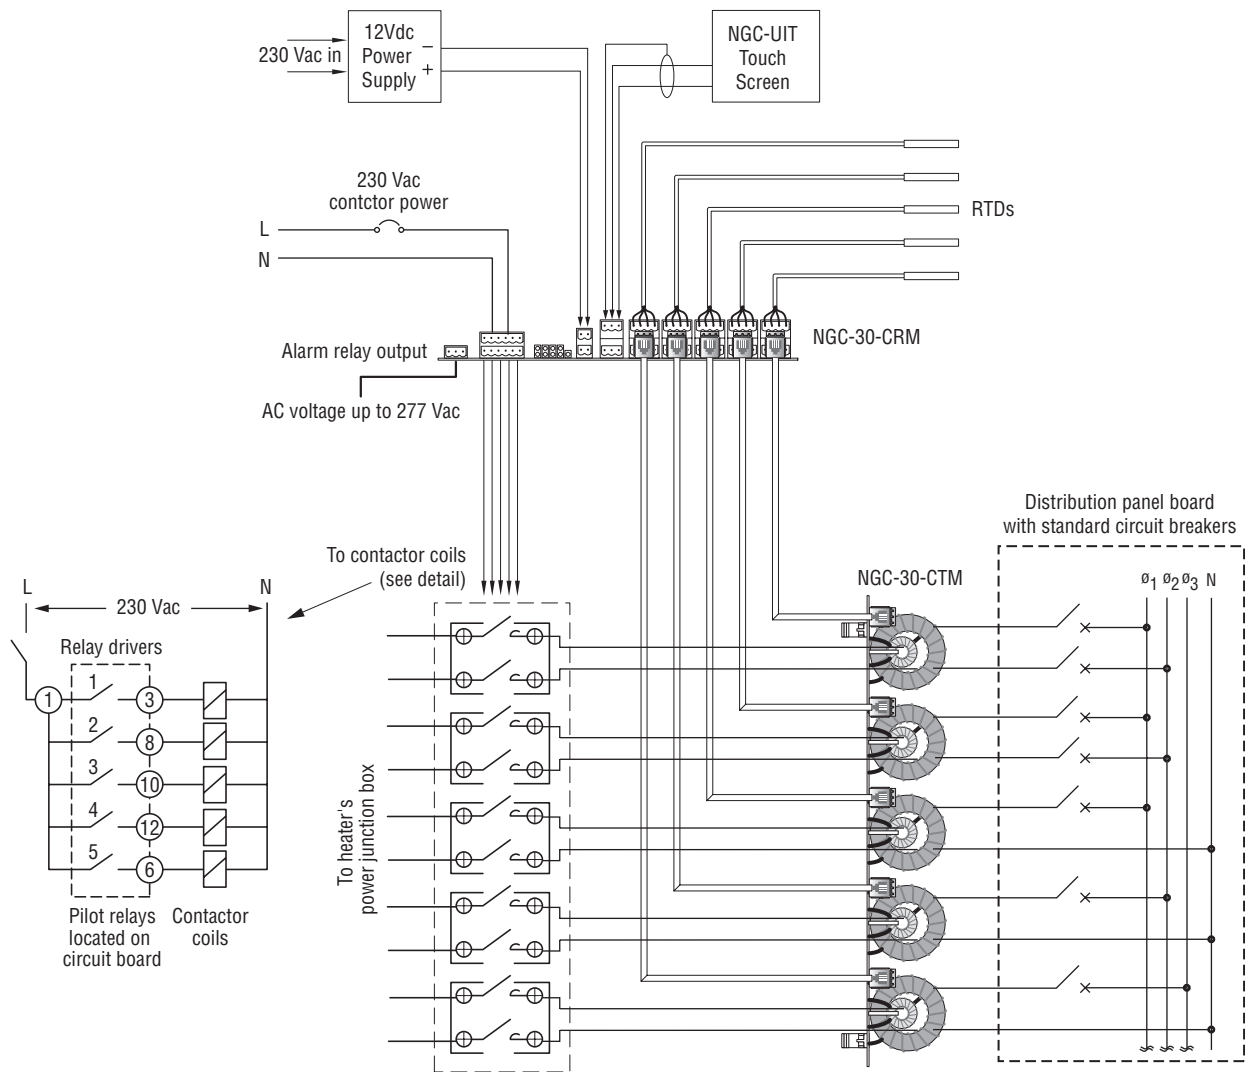 12Vdc
Power
Supply
−
+
230 Vac in
NGC-UIT
Touch
Screen
230 Vac
contctor power
L
N
RTDs
NGC-30-CRM
Alarm relay output
AC voltage up to 277 Vac
Distribution panel board
with standard circuit breakers
To contactor coils
(see detail)
NGC-30-CTM
ø1 ø2 ø3 N
L
N
230 Vac
Relay drivers
1
1
3
2
8
3
10
4
12
5
6
Pilot relays
located on
circuit board
Contactor
coils
To heater's
power junction box